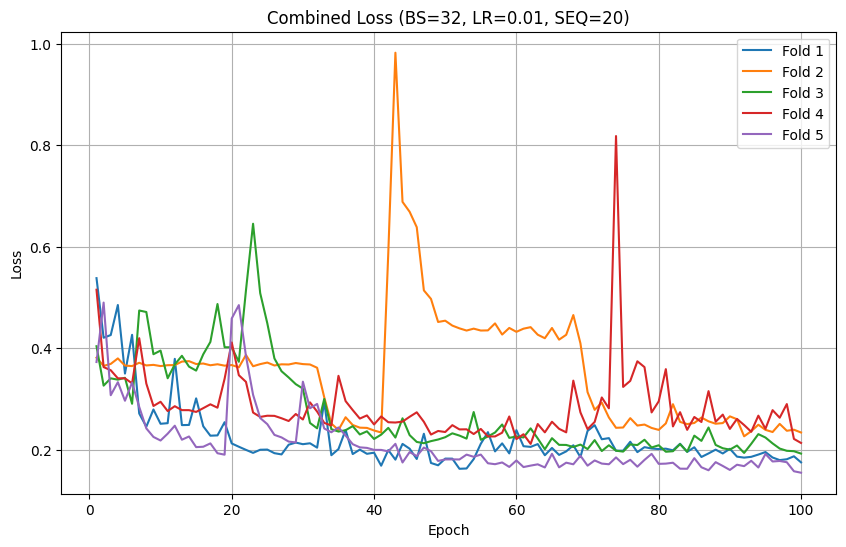 Combined Loss (BS=32, LR=0.01, SEQ=20)
1.0
0.8
0.6
0.4
0.2
Loss
0
20
40
60
80
100
Epoch
Fold 1
Fold 2
Fold 3
Fold 4
Fold 5